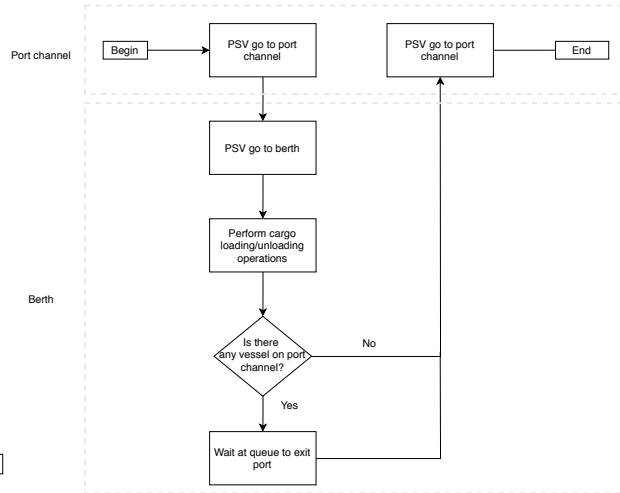 Port channel
Begin
PSV go to port
channel
PSV go to port
channel
End
PSV go to berth
Perform cargo
loading/unloading
operations
Berth
Is there
any vessel on port
channel?
No
Yes
Wait at queue to exit
port